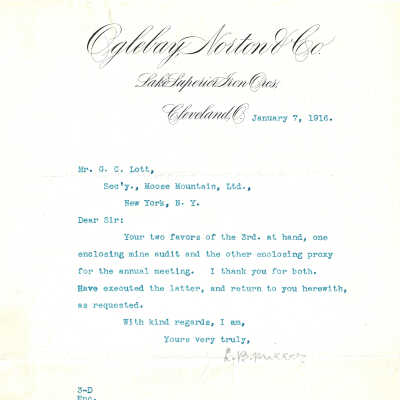 Oglebay, Norton & Co.
Lake Superior Iron Ores,
Cleveland, O.
January 7, 1916.
Mr. G. C. Lott,
Sec'y., Moose Mountain, Ltd.,
New York, N. Y.
Dear Sir:
Your two favors of the 3rd. at hand, one
enclosing mine audit and the other enclosing proxy
for the annual meeting. I thank you for both.
Have executed the latter, and return to you herewith,
as requested.
With kind regards, I am,
Yours very truly,
3-D
Enc.